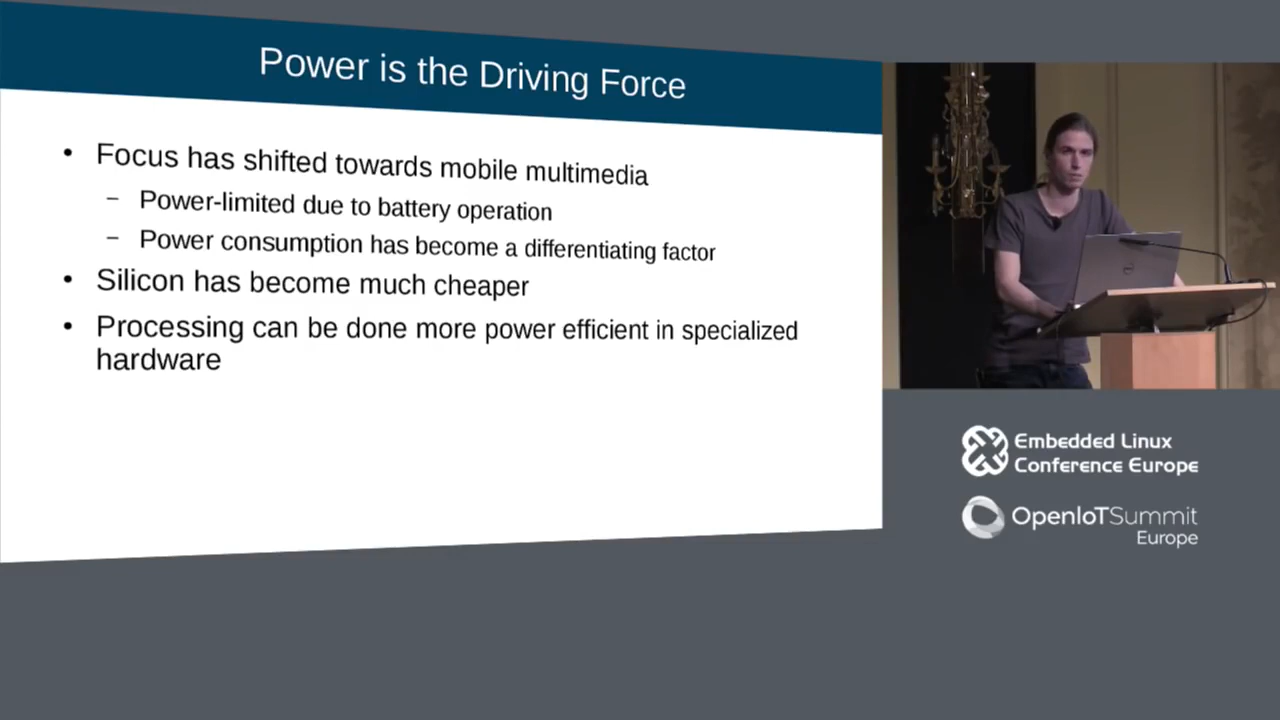 Power is the Driving Force
• Focus has shifted towards mobile multimedia
– Power-limited due to battery operation
– Power consumption has become a differentiating factor
• Silicon has become much cheaper
• Processing can be done more power efficient in specialized
hardware
Embedded Linux
Conference Europe
OpenIoTSummit
Europe